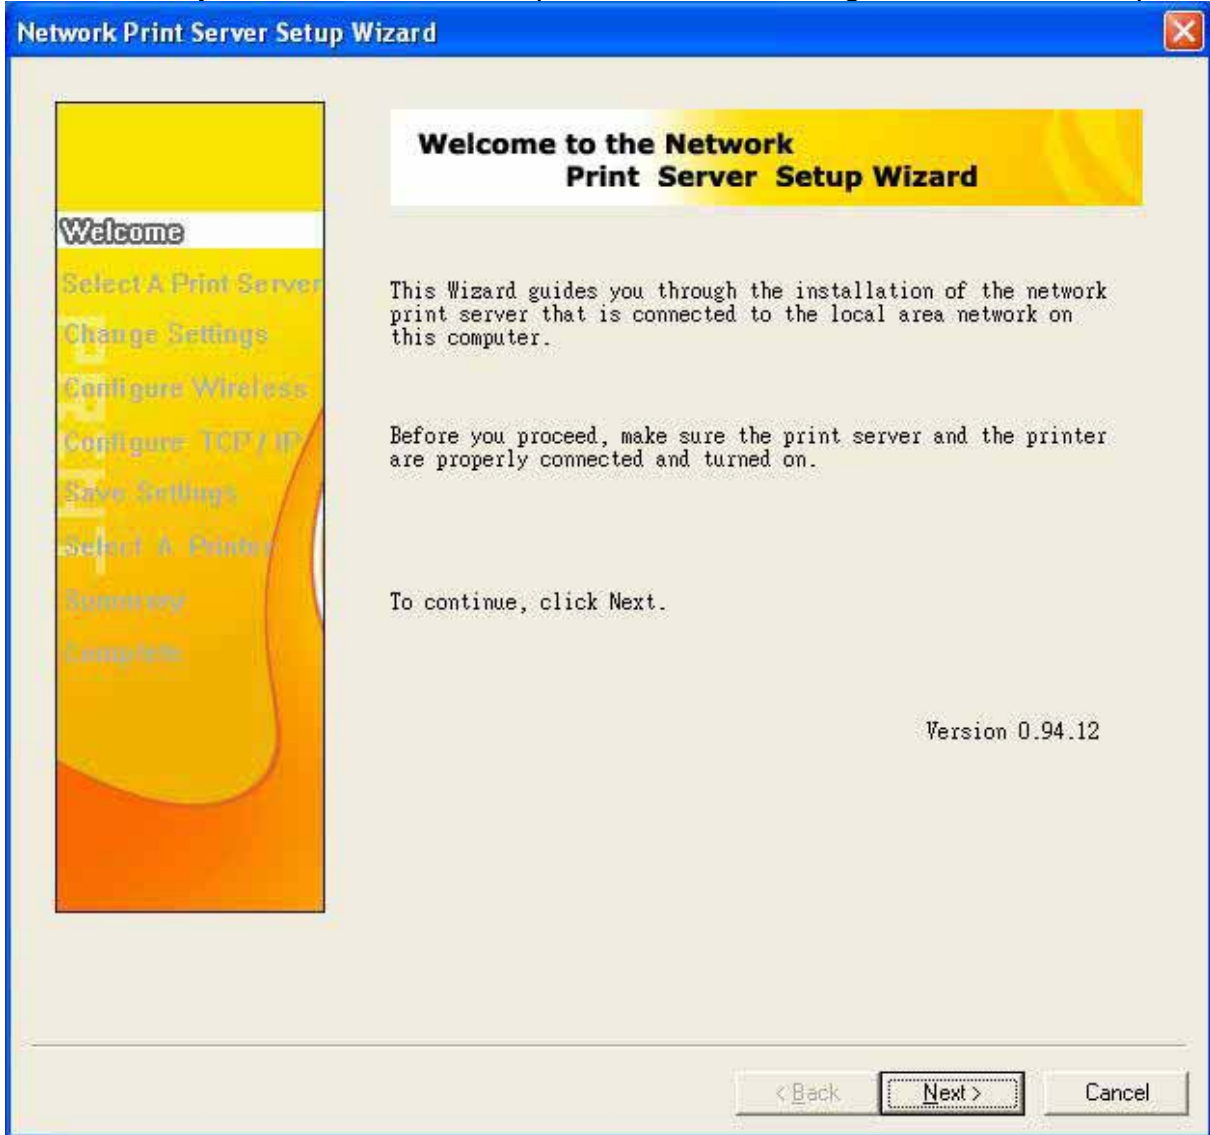 Network Print Server Setup Wizard
Welcome to the Network
Print Server Setup Wizard
Welcome
Select A Print Server
Change Settings
Configure Wireless
Configure TCP/IP
Save Settings
Select A Printer
Summary
Complete
This Wizard guides you through the installation of the network
print server that is connected to the local area network on
this computer.
Before you proceed, make sure the print server and the printer
are properly connected and turned on.
To continue, click Next.
Version 0.94.12
< Back
Next >
Cancel